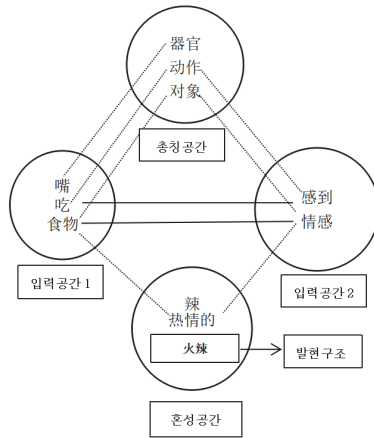 器官
动作
对象
총칭공간
嘴
吃
食物
입력공간 1
感到
情感
입력공간 2
辣
热情的
火辣
발현구조
혼성공간